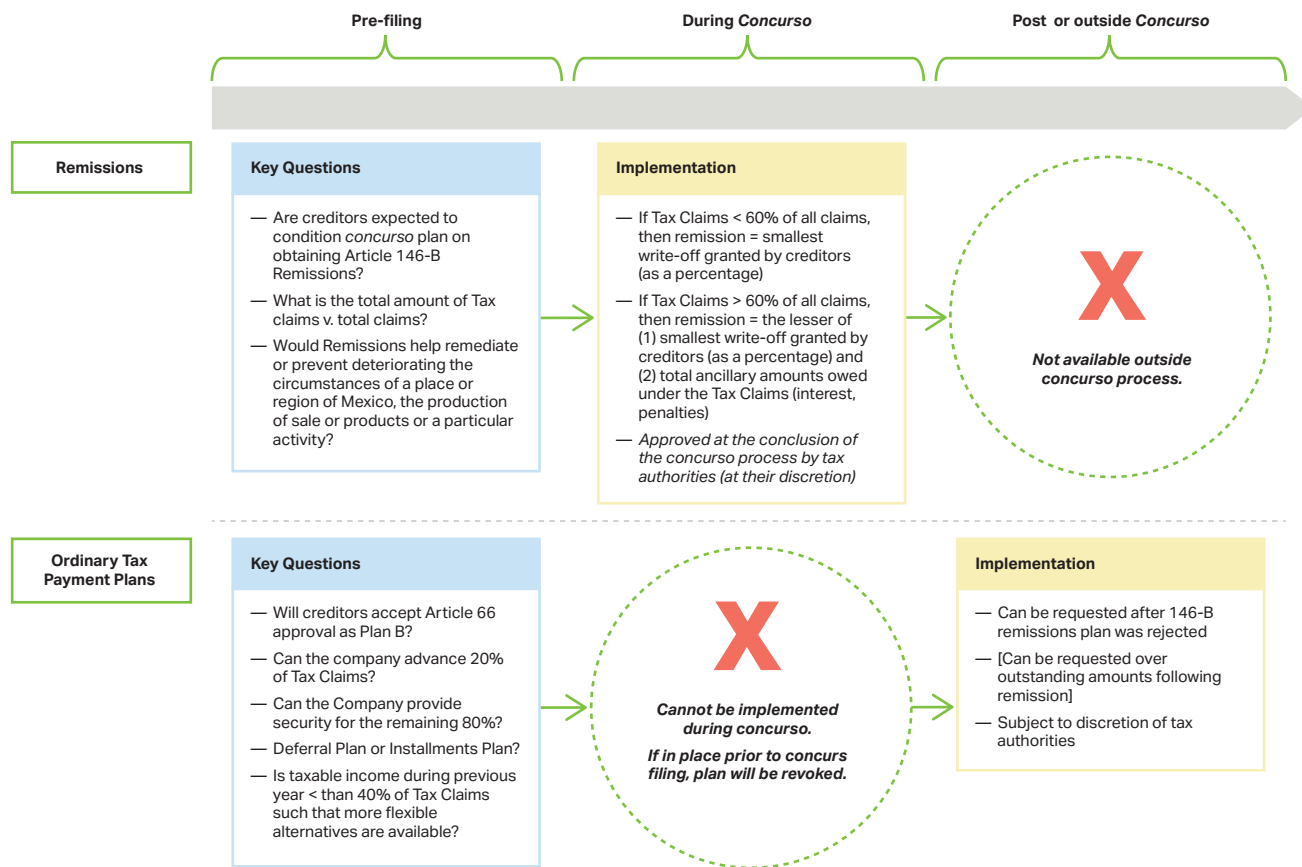 Pre-filing
During Concurso
Post or outside Concurso
Remissions
Key Questions
— Are creditors expected to
condition concurso plan on
obtaining Article 146-B
Remissions?
— What is the total amount of Tax
claims v. total claims?
— Would Remissions help remediate
or prevent deteriorating the
circumstances of a place or
region of Mexico, the production
of sale or products or a particular
activity?
Implementation
— If Tax Claims < 60% of all claims,
then remission = smallest
write-off granted by creditors
(as a percentage)
— If Tax Claims > 60% of all claims,
then remission = the lesser of
(1) smallest write-off granted by
creditors (as a percentage) and
(2) total ancillary amounts owed
under the Tax Claims (interest,
penalties)
— Approved at the conclusion of
the concurso process by tax
authorities (at their discretion)
X
Not available outside
concurso process.
Ordinary Tax
Payment Plans
Key Questions
— Will creditors accept Article 66
approval as Plan B?
— Can the company advance 20%
of Tax Claims?
— Can the Company provide
security for the remaining 80%?
— Deferral Plan or Installments Plan?
— Is taxable income during previous
year < than 40% of Tax Claims
such that more flexible
alternatives are available?
X
Cannot be implemented
during concurso.
If in place prior to concurs
filing, plan will be revoked.
Implementation
— Can be requested after 146-B
remissions plan was rejected
— [Can be requested over
outstanding amounts following
remission]
— Subject to discretion of tax
authorities